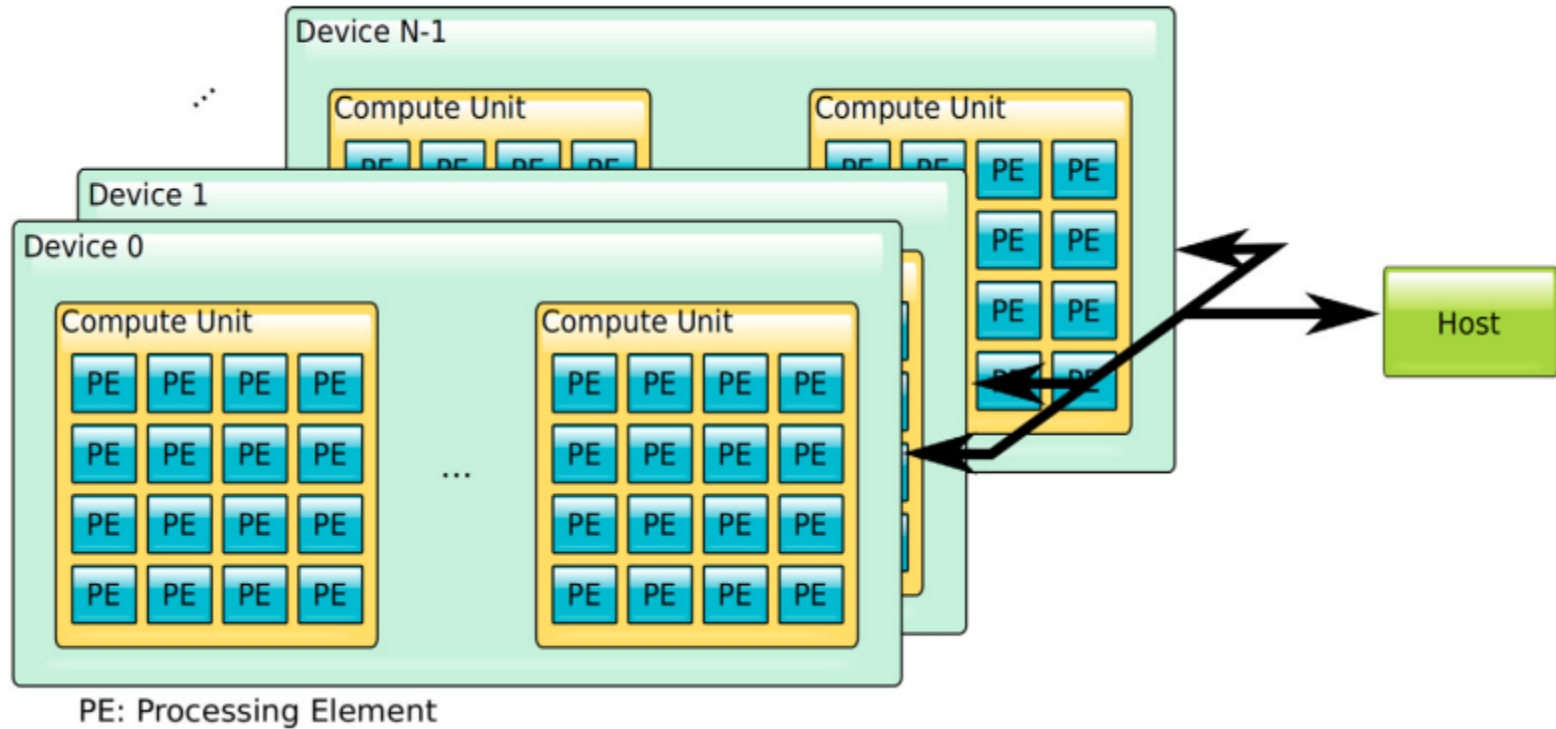 Device N-1
...
Compute Unit Compute Unit
PE PE PE PE PE PE PE PE
Device 1
PE PE
Device 0
PE PE
Compute Unit Compute Unit
Host
PE PE PE PE PE PE PE PE
PE PE
PE PE PE PE PE PE PE PE
...
PE PE PE PE PE PE PE PE
PE PE PE PE PE PE PE PE
PE: Processing Element